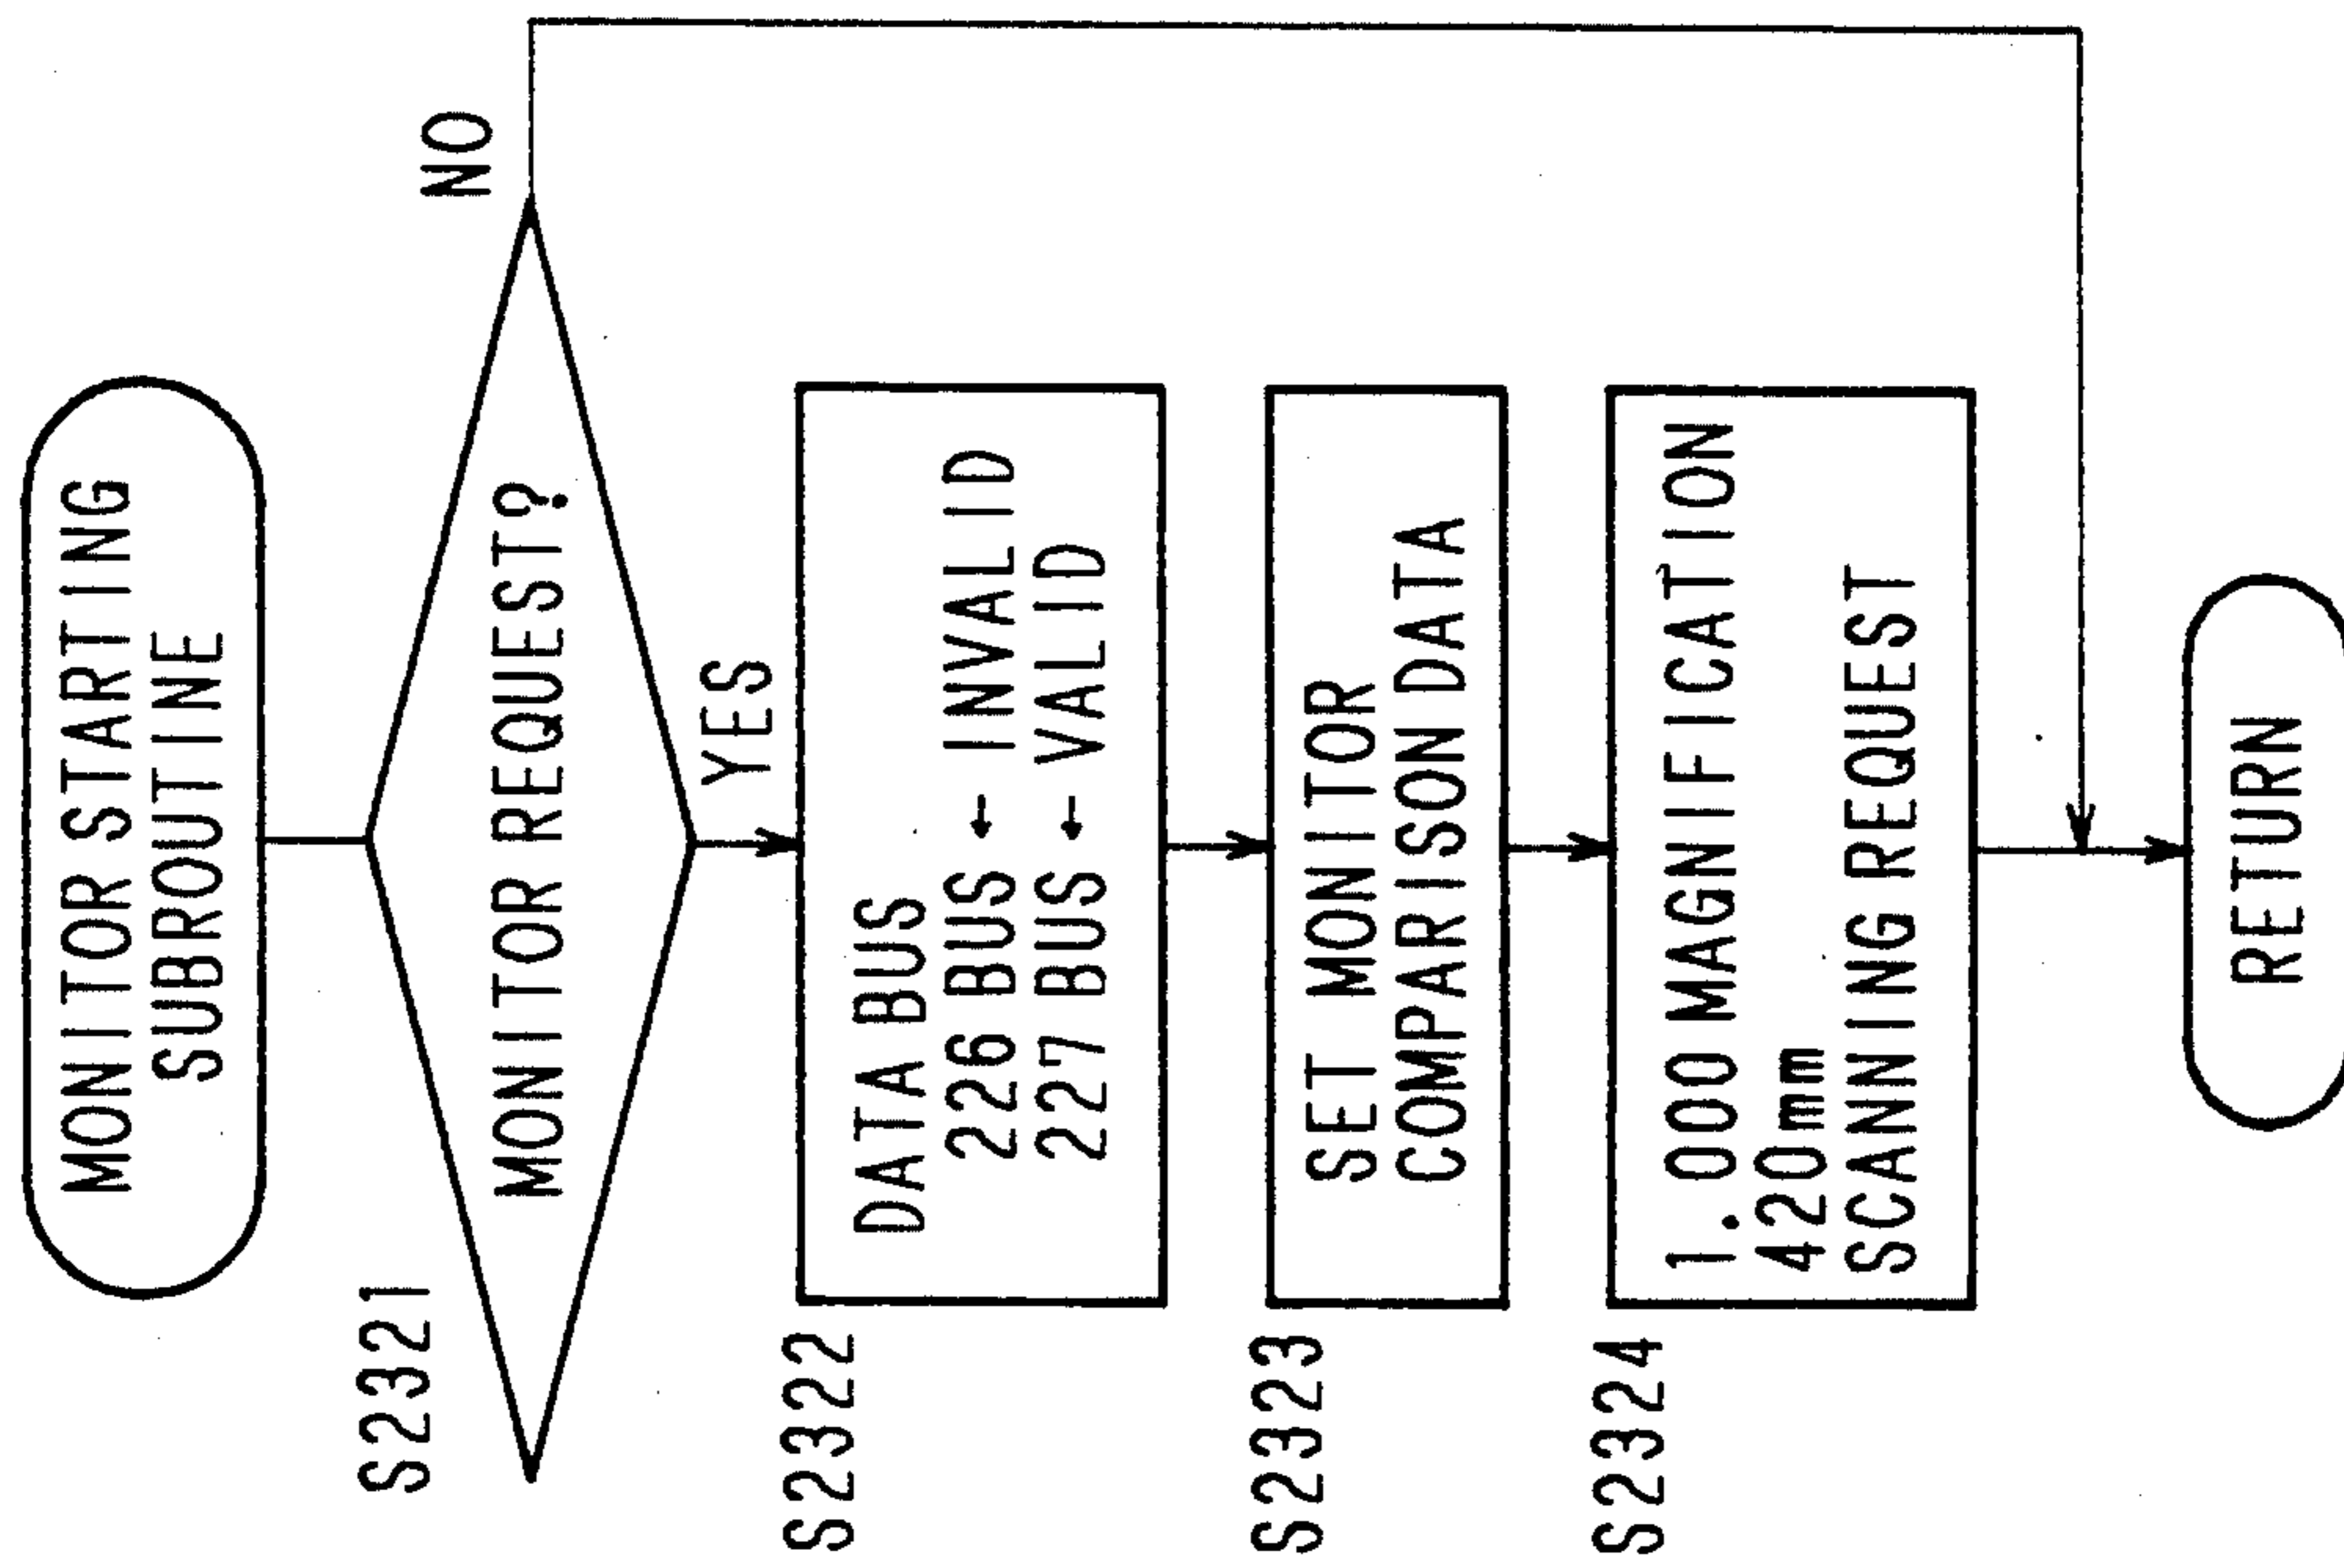 MONITOR STARTING
SUBROUTINE
S2321
MONITOR REQUEST?
NO
YES
S2322
DATA BUS
226 BUS ← INVALID
227 BUS ← VALID
S2323
SET MONITOR
COMPARISON DATA
S2324
1.000 MAGNIFICATION
420mm
SCANNING REQUEST
RETURN